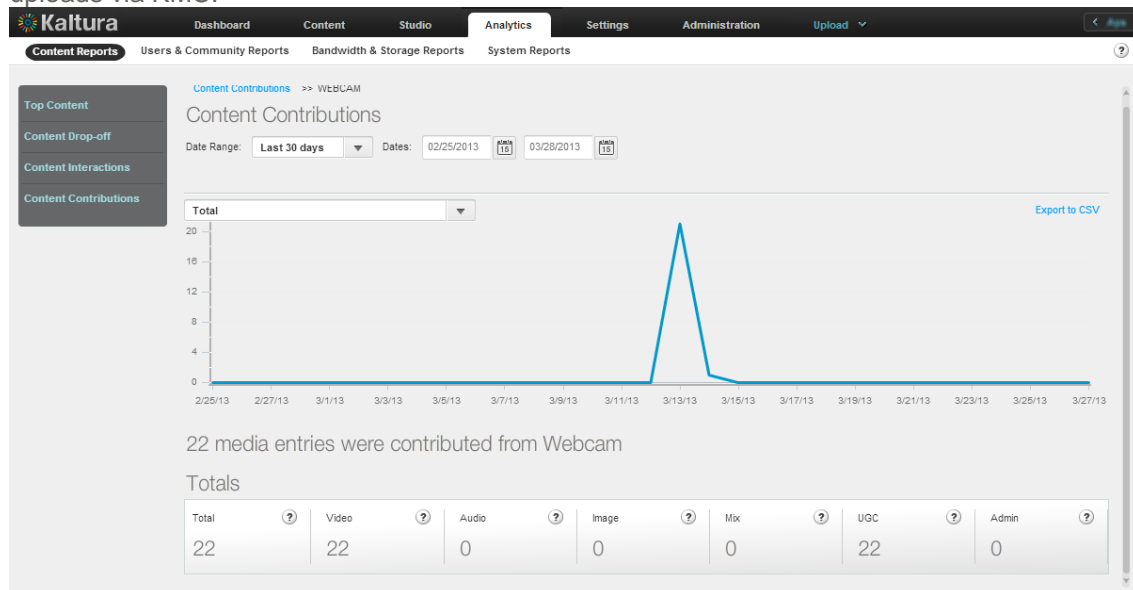 uploads via KMC.
Kaltura Dashboard Content Studio Analytics Settings Administration Upload
Content Reports Users & Community Reports Bandwidth & Storage Reports System Reports ?
Top Content
Content Drop-off
Content Interactions
Content Contributions
Content Contributions >> WEBCAM
Content Contributions
Date Range: Last 30 days Dates: 02/25/2013 15 03/28/2013 15
Total Export to CSV
20
16
12
8
4
0
2/25/13 2/27/13 3/1/13 3/3/13 3/5/13 3/7/13 3/9/13 3/11/13 3/13/13 3/15/13 3/17/13 3/19/13 3/21/13 3/23/13 3/25/13 3/27/13
22 media entries were contributed from Webcam
Totals
Total ? Video ? Audio ? Image ? Mix ? UGC ? Admin ?
22 22 0 0 0 22 0